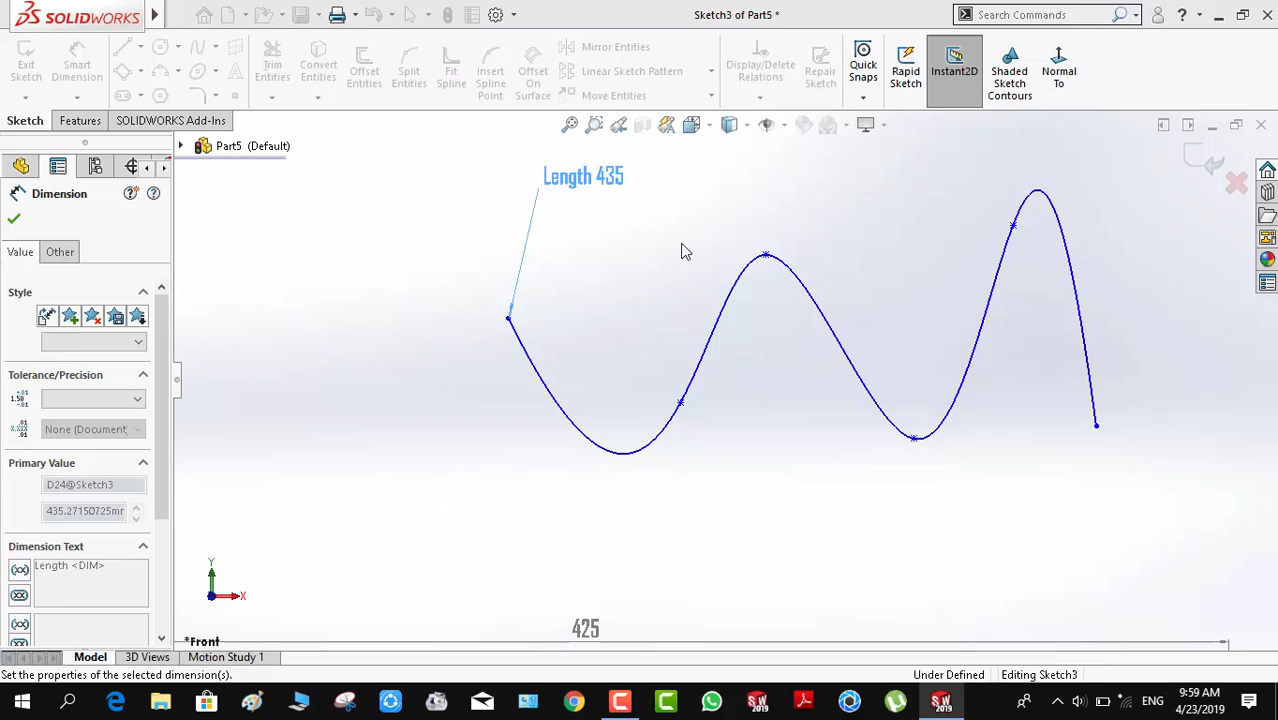 SOLIDWORKS
Sketch3 of Part5 *
Search Commands
Exit Sketch
Smart Dimension
Trim Entities
Convert Entities
Offset Entities
Split Entities
Fit Spline
Insert Spline Point
Offset On Surface
Mirror Entities
Linear Sketch Pattern
Move Entities
Display/Delete Relations
Repair Sketch
Quick Snaps
Rapid Sketch
Instant2D
Shaded Sketch Contours
Normal To
Sketch
Features
SOLIDWORKS Add-Ins
Part5 (Default)
Dimension
Value
Other
Style
Tolerance/Precision
None (Document)
Primary Value
D24@Sketch3
435.27150725mm
Dimension Text
Length <DIM>
Length 435
425
Y
X
*Front
Model
3D Views
Motion Study 1
Set the properties of the selected dimension(s).
Under Defined
Editing Sketch3
ENG
9:59 AM
4/23/2019